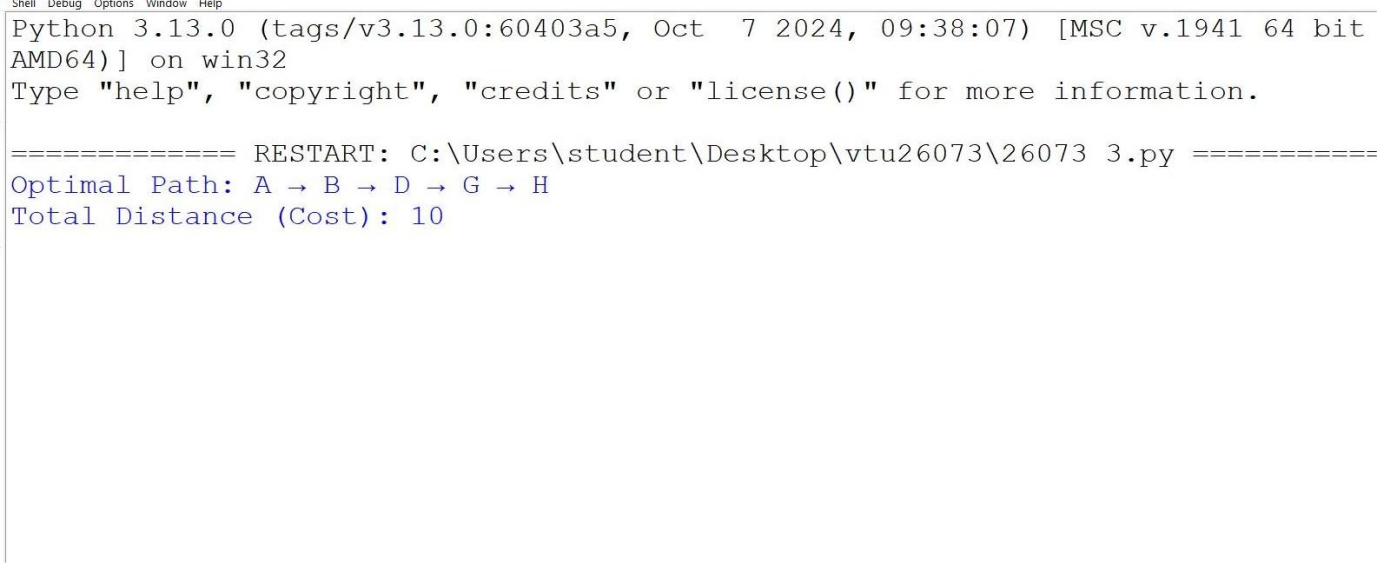 Shell Debug Options Window Help
Python 3.13.0 (tags/v3.13.0:60403a5, Oct  7 2024, 09:38:07) [MSC v.1941 64 bit
AMD64)] on win32
Type "help", "copyright", "credits" or "license()" for more information.
============= RESTART: C:\Users\student\Desktop\vtu26073\26073 3.py ===========
Optimal Path: A → B → D → G → H
Total Distance (Cost): 10